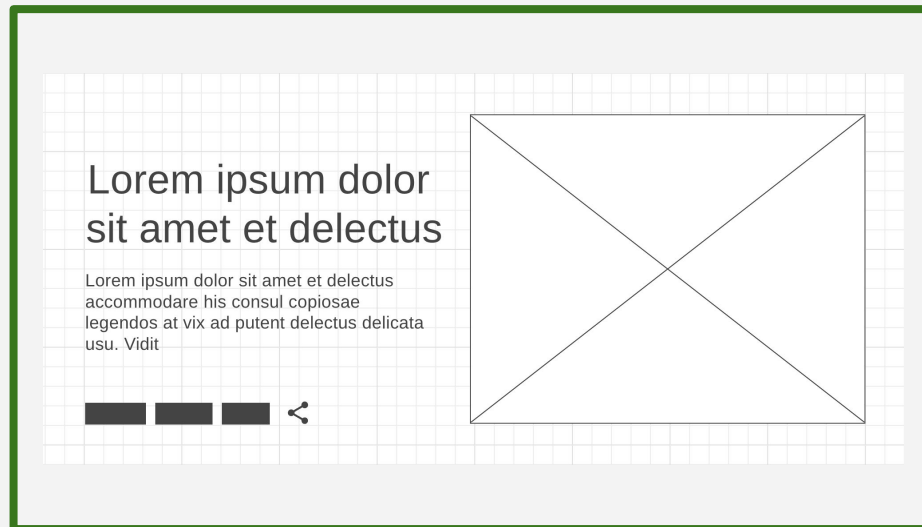 Lorem ipsum dolor
sit amet et delectus
Lorem ipsum dolor sit amet et delectus
accommodare his consul copiosae
legendos at vix ad putent delectus delicata
usu. Vidit